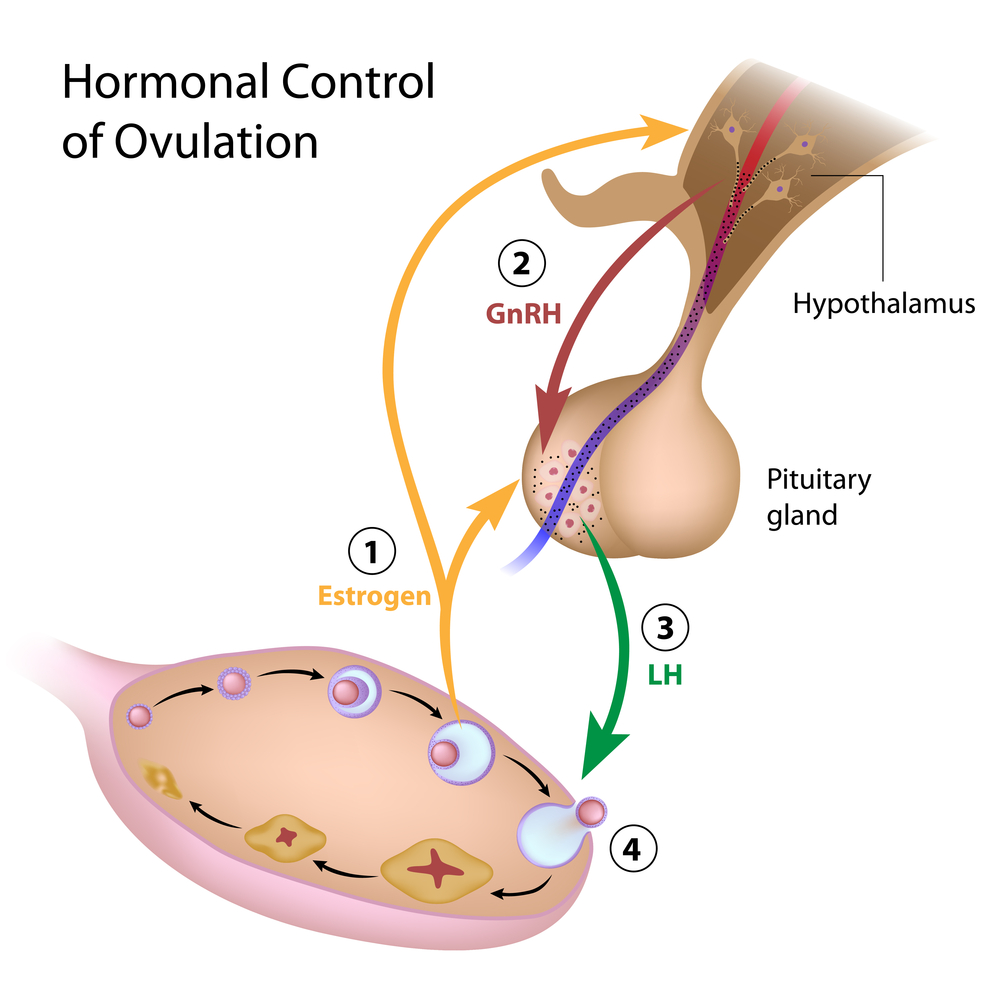 Hormonal Control
of Ovulation
2
GnRH
Hypothalamus
Pituitary
gland
1
Estrogen
3
LH
4